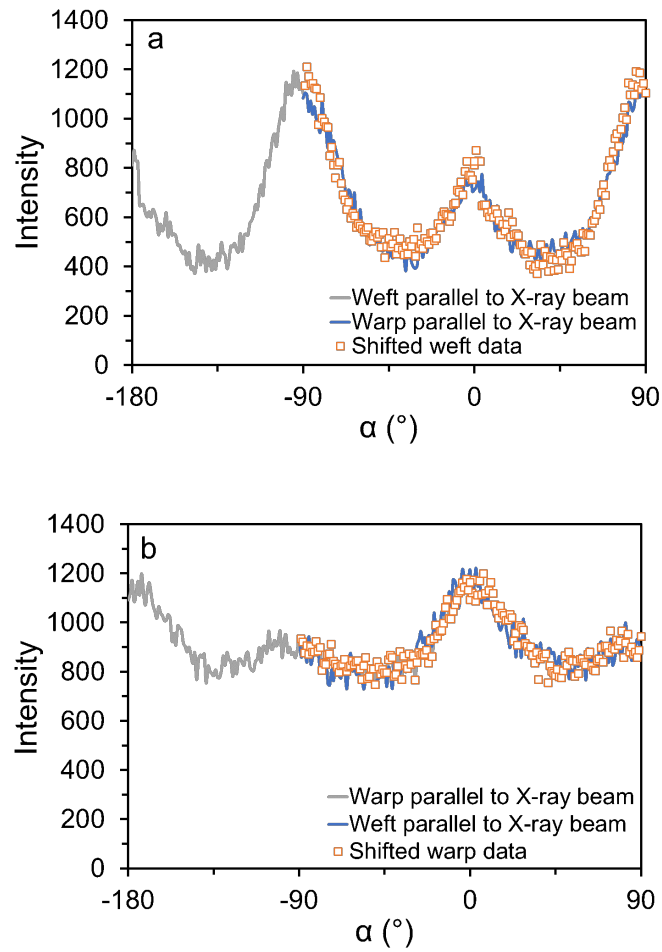 1400
a
1200
1000
800
600
400
200
0
Intensity
Weft parallel to X-ray beam
Warp parallel to X-ray beam
Shifted weft data
-180
-90
0
90
α (°)
1400
b
1200
1000
800
600
400
200
0
Intensity
Warp parallel to X-ray beam
Weft parallel to X-ray beam
Shifted warp data
-180
-90
0
90
α (°)